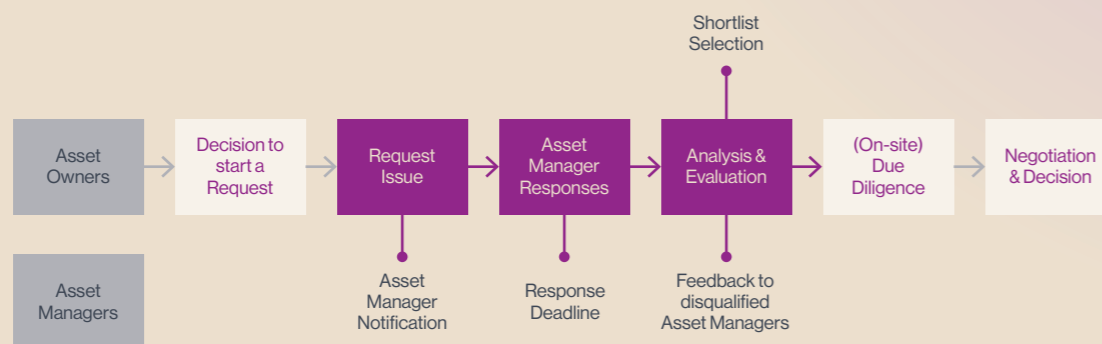 Shortlist
Selection
Asset
Owners
Decision to
start a
Request
Request
Issue
Asset
Manager
Responses
Analysis &
Evaluation
(On-site)
Due
Diligence
Negotiation
& Decision
Asset
Managers
Asset
Manager
Notification
Response
Deadline
Feedback to
disqualified
Asset Managers